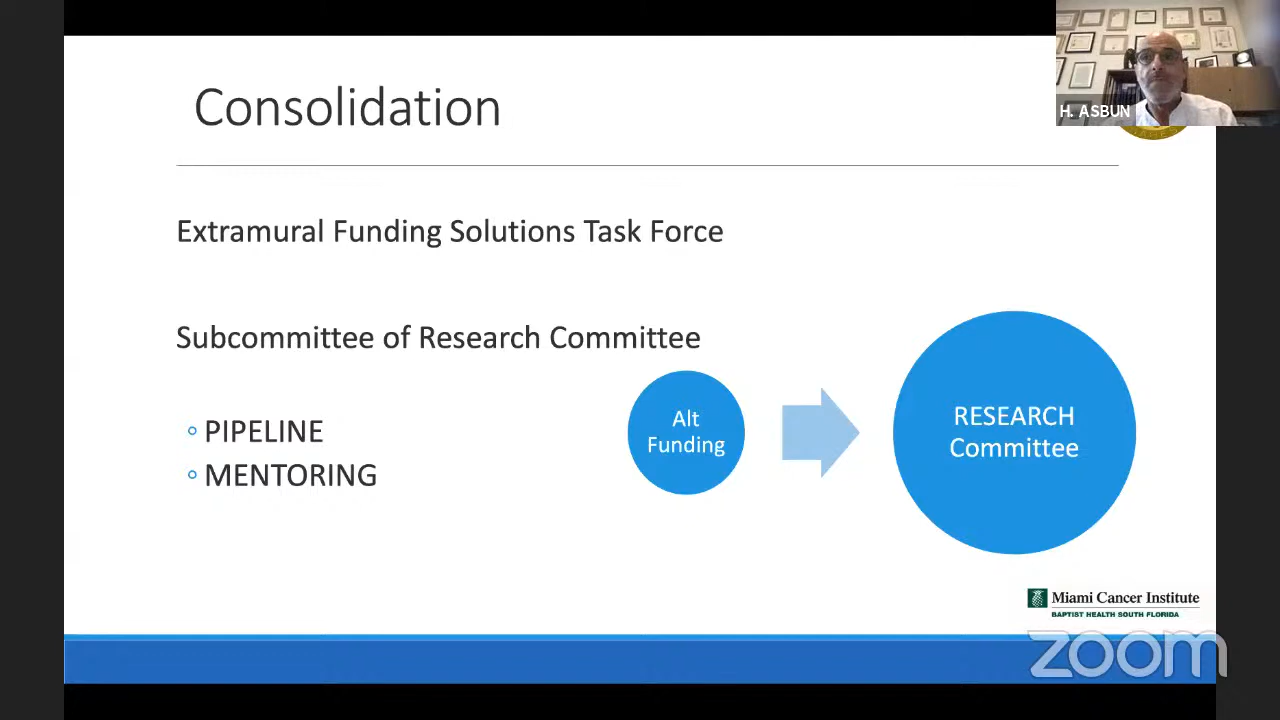 Consolidation
H. ASBUN
Extramural Funding Solutions Task Force
Subcommittee of Research Committee
PIPELINE
MENTORING
Alt
Funding
RESEARCH
Committee
Miami Cancer Institute
BAPTIST HEALTH SOUTH FLORIDA
zoom